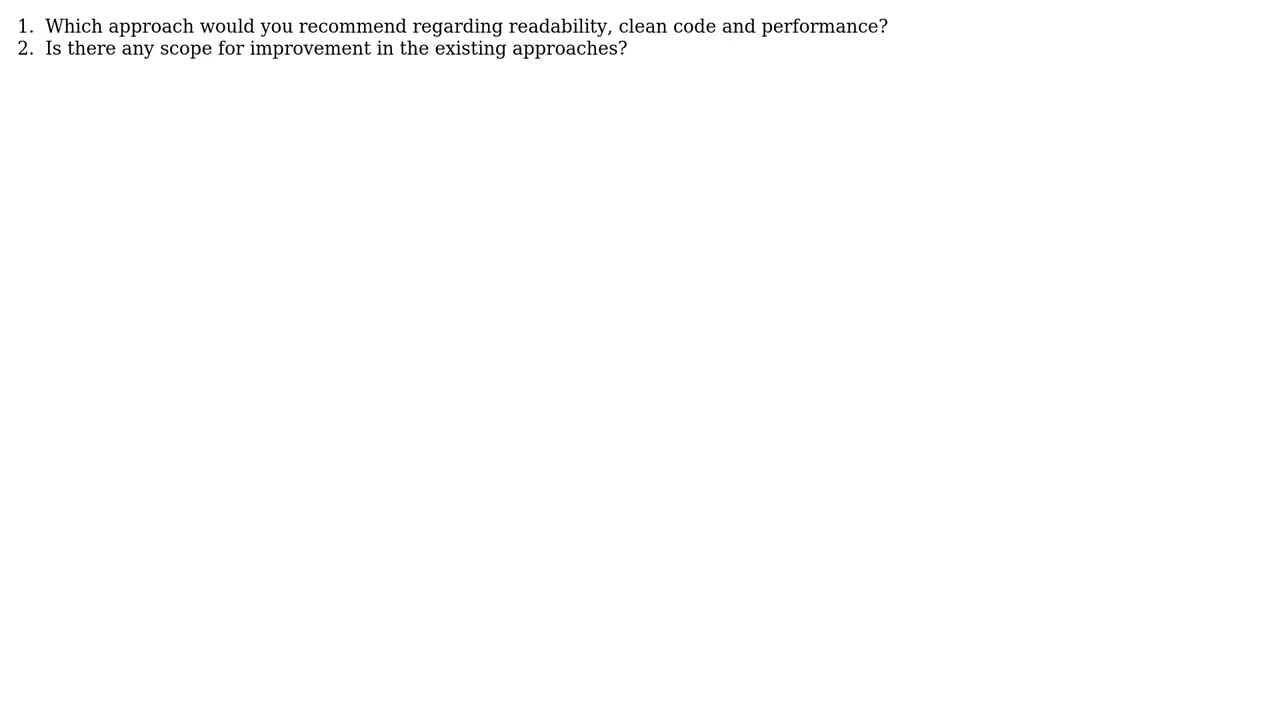 1. Which approach would you recommend regarding readability, clean code and performance?
2. Is there any scope for improvement in the existing approaches?